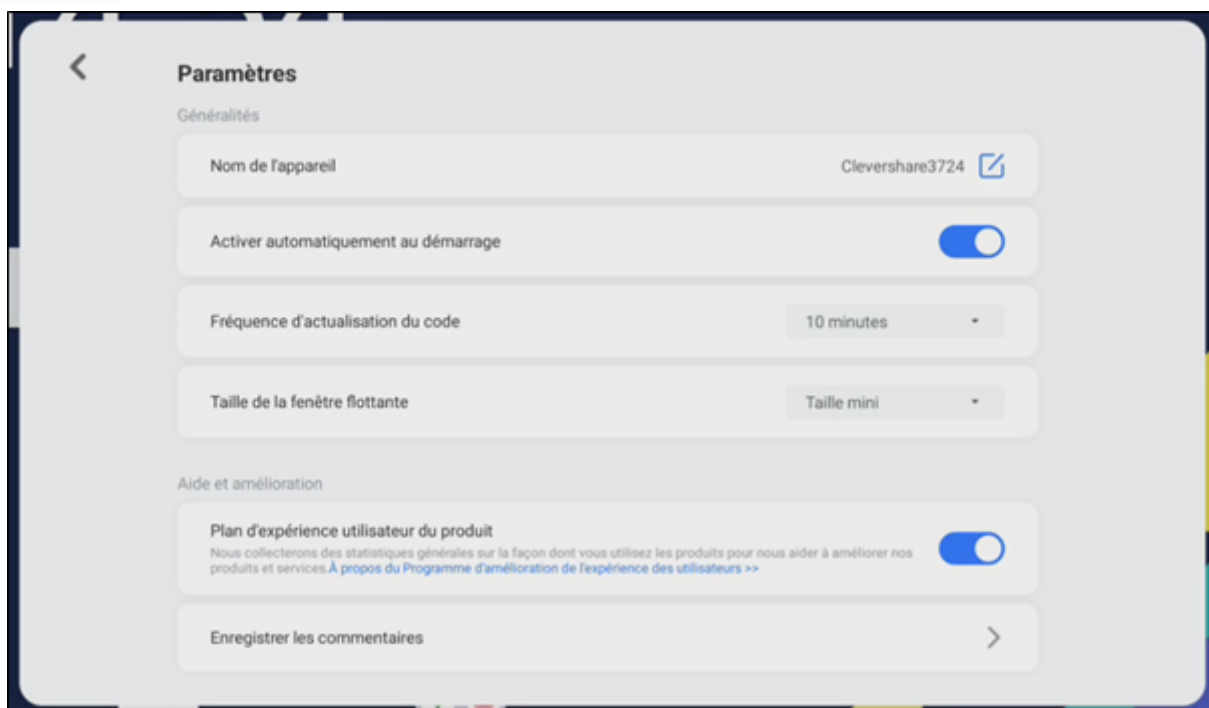 Paramètres
Généralités
Nom de l'appareil
Clevershare3724
Activer automatiquement au démarrage
Fréquence d'actualisation du code
10 minutes
Taille de la fenêtre flottante
Taille mini
Aide et amélioration
Plan d'expérience utilisateur du produit
Nous collecterons des statistiques générales sur la façon dont vous utilisez les produits pour nous aider à améliorer nos
produits et services.À propos du Programme d'amélioration de l'expérience des utilisateurs >>
Enregistrer les commentaires